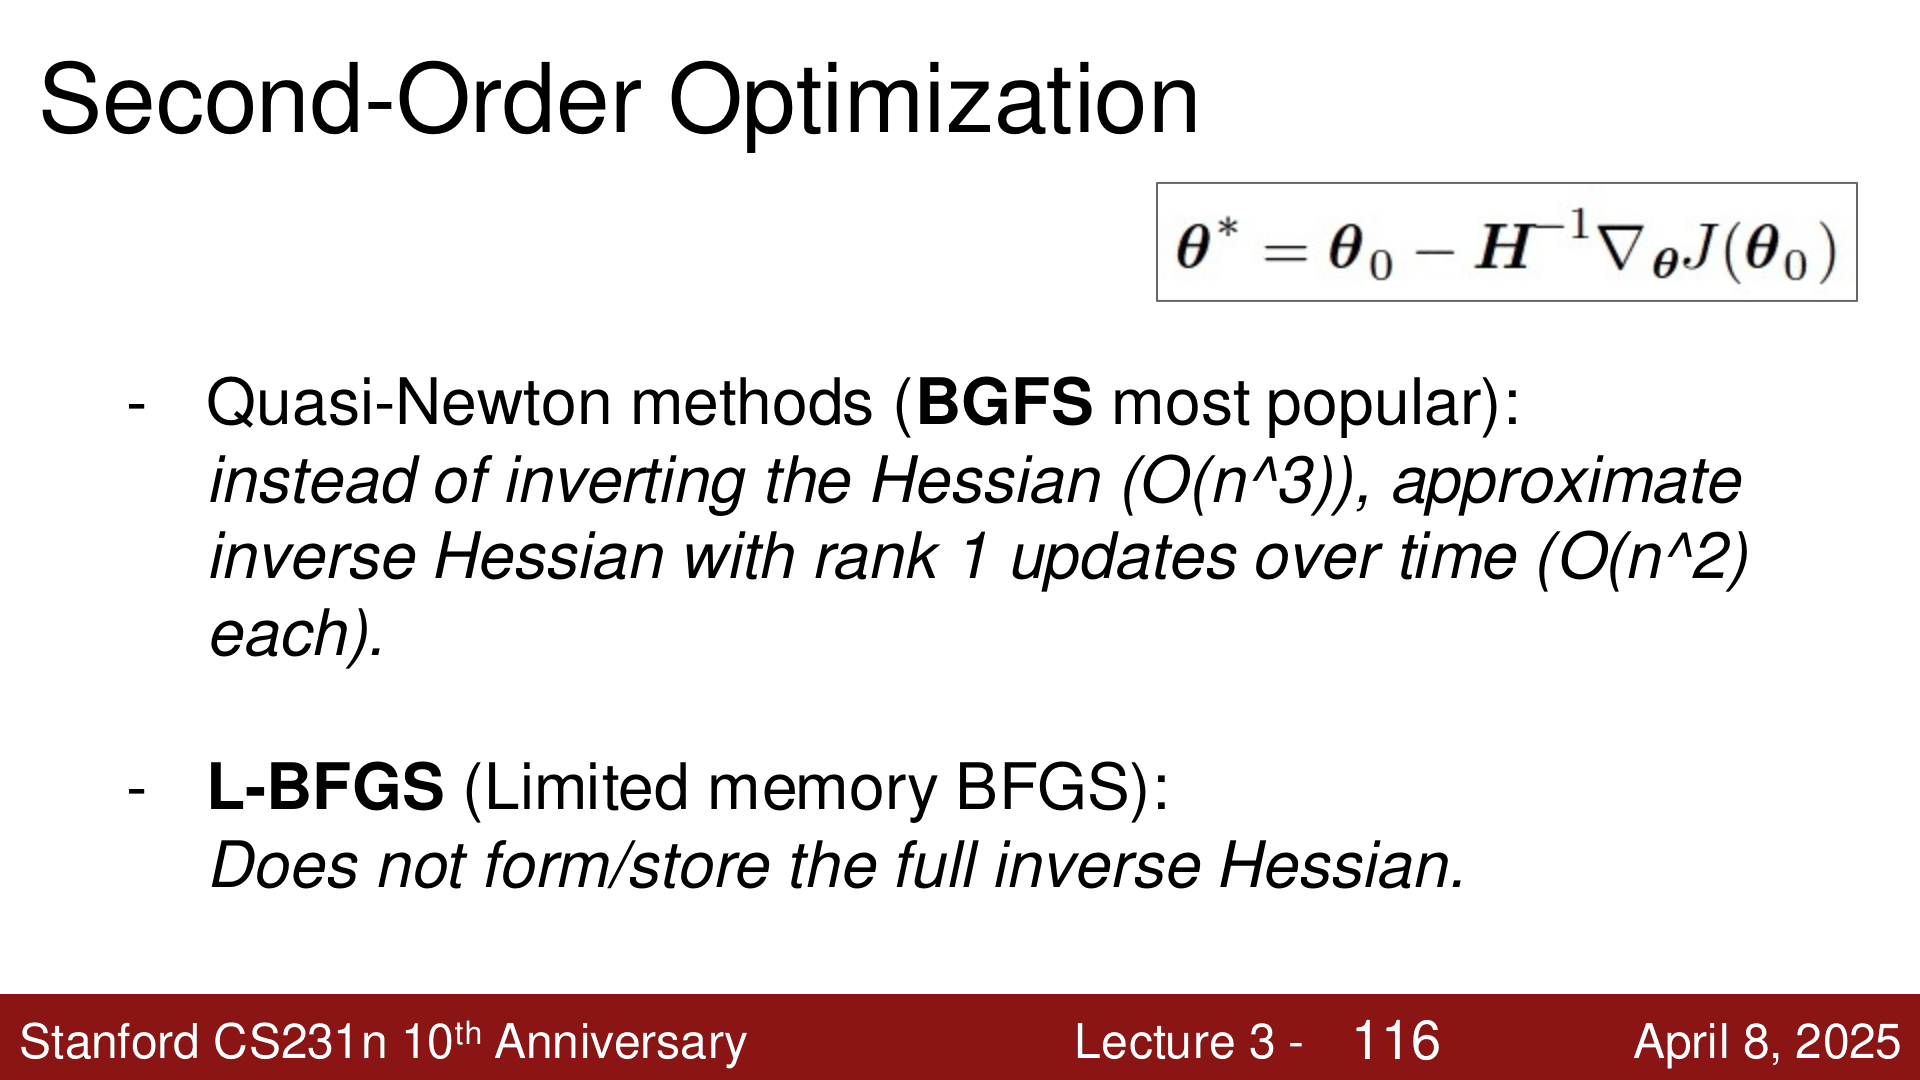 Second-Order Optimization
θ* = θ₀ − H⁻¹∇_θ J(θ₀)
- Quasi-Newton methods (BGFS most popular):
instead of inverting the Hessian (O(n^3)), approximate
inverse Hessian with rank 1 updates over time (O(n^2)
each).
- L-BFGS (Limited memory BFGS):
Does not form/store the full inverse Hessian.
Stanford CS231n 10th Anniversary Lecture 3 - 116 April 8, 2025